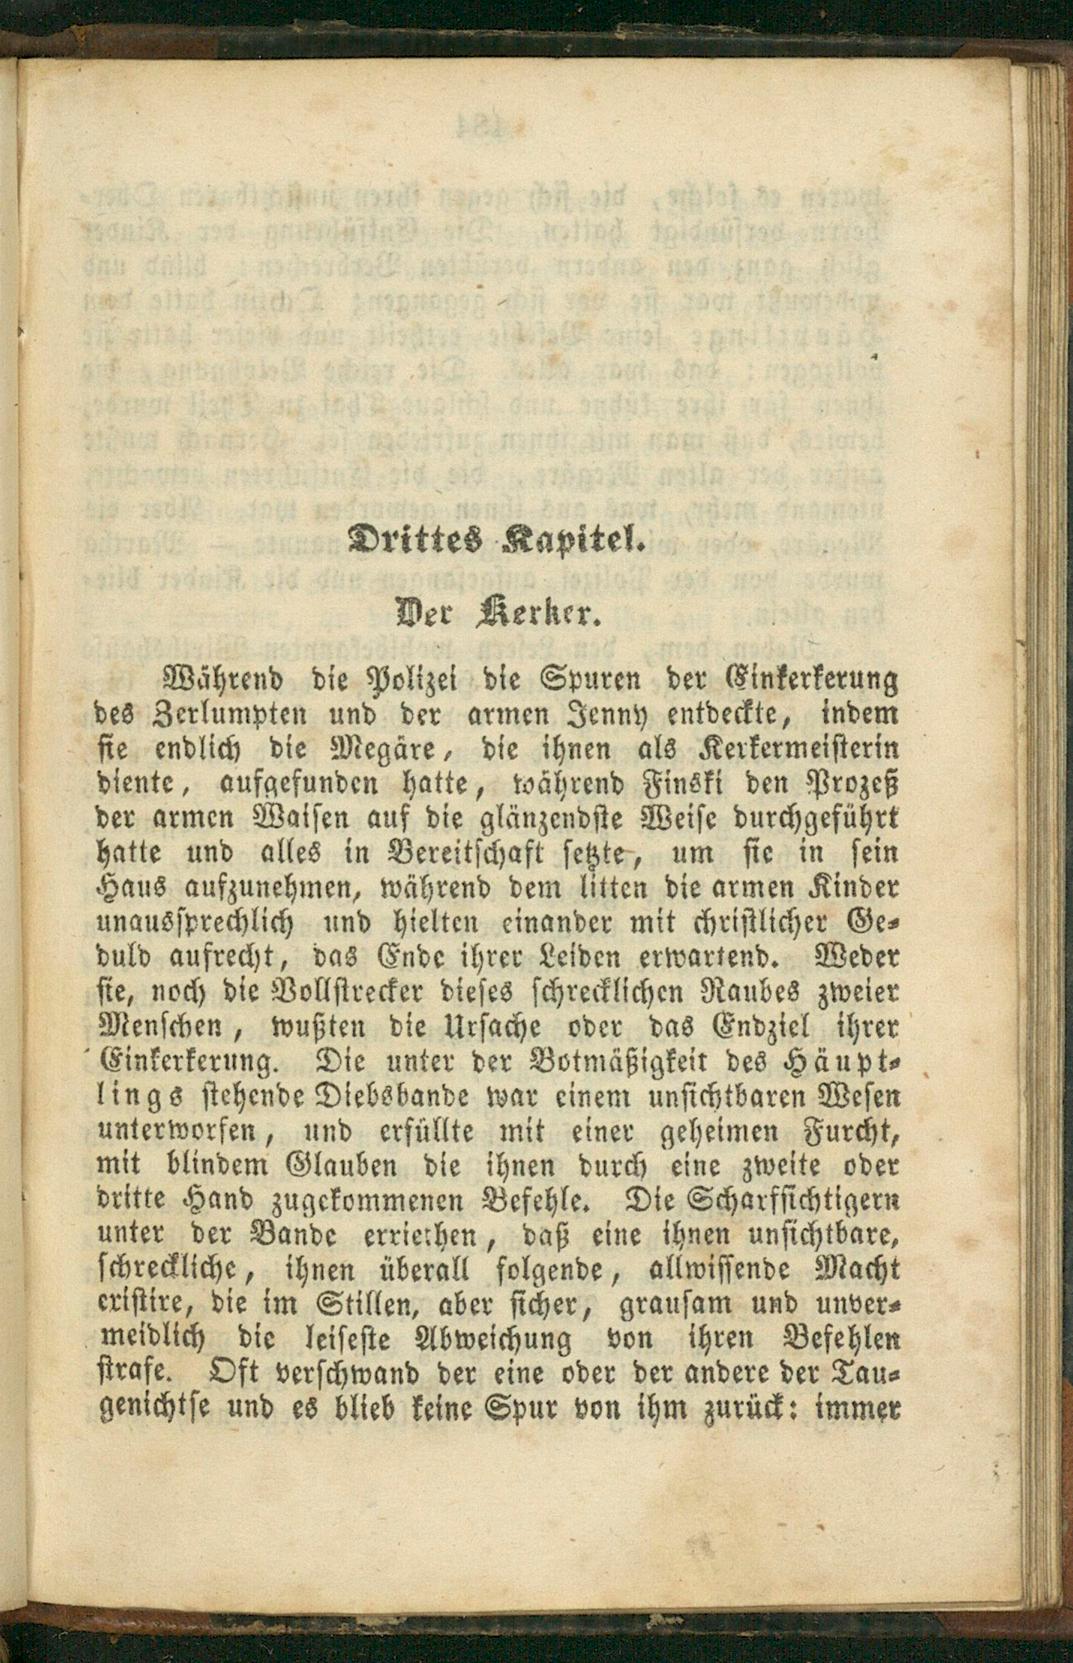 Drittes Kapitel.
Der Kerker.
Während die Polizei die Spuren der Einkerkerung
des Zerlumpten und der armen Jenny entdeckte, indem
sie endlich die Megäre, die ihnen als Kerkermeisterin
diente, aufgefunden hatte, während Finski den Prozeß
der armen Waisen auf die glänzendste Weise durchgeführt
hatte und alles in Bereitschaft setzte, um sie in sein
Haus aufzunehmen, während dem litten die armen Kinder
unaussprechlich und hielten einander mit christlicher Ge-
duld aufrecht, das Ende ihrer Leiden erwartend. Weder
sie, noch die Vollstrecker dieses schrecklichen Raubes zweier
Menschen, wußten die Ursache oder das Endziel ihrer
Einkerkerung. Die unter der Botmäßigkeit des Häupt-
lings stehende Diebsbande war einem unsichtbaren Wesen
unterworfen, und erfüllte mit einer geheimen Furcht,
mit blindem Glauben die ihnen durch eine zweite oder
dritte Hand zugekommenen Befehle. Die Scharfsichtigern
unter der Bande erriethen, daß eine ihnen unsichtbare,
schreckliche, ihnen überall folgende, allwissende Macht
existire, die im Stillen, aber sicher, grausam und unver-
meidlich die leiseste Abweichung von ihren Befehlen
strafe. Oft verschwand der eine oder der andere der Tau-
genichtse und es blieb keine Spur von ihm zurück: immer